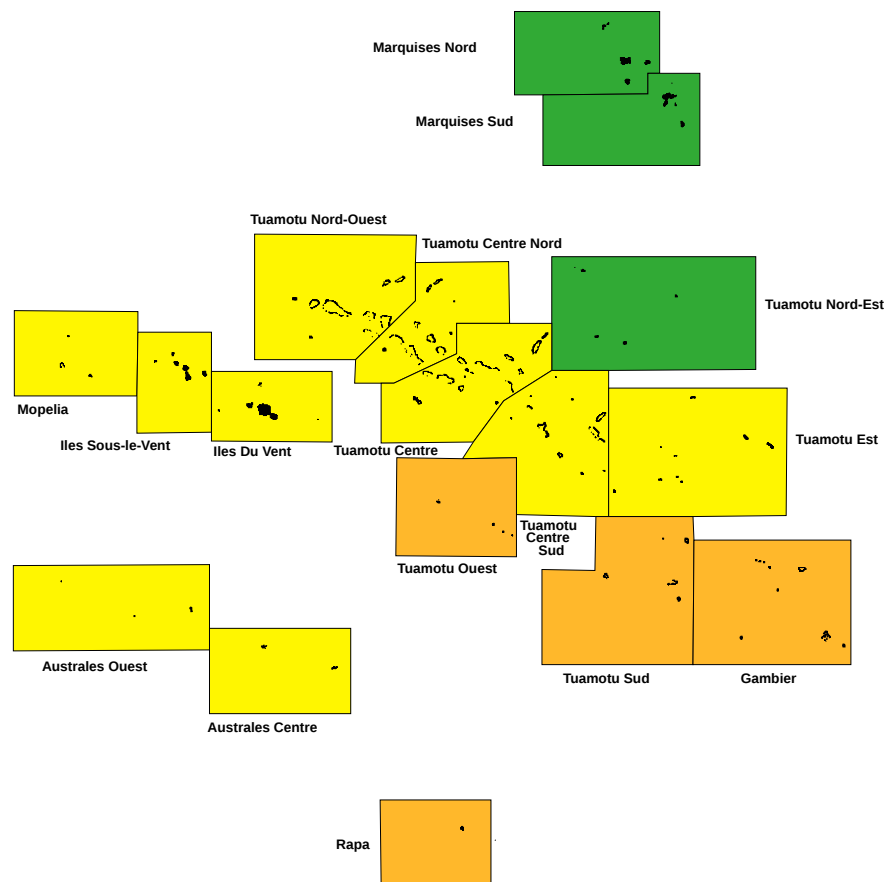 Marquises Nord
Marquises Sud
Tuamotu Nord-Ouest
Tuamotu Centre Nord
Tuamotu Nord-Est
Mopelia
Iles Sous-le-Vent
Iles Du Vent
Tuamotu Centre
Tuamotu Est
Tuamotu
Centre
Sud
Tuamotu Ouest
Australes Ouest
Tuamotu Sud
Gambier
Australes Centre
Rapa